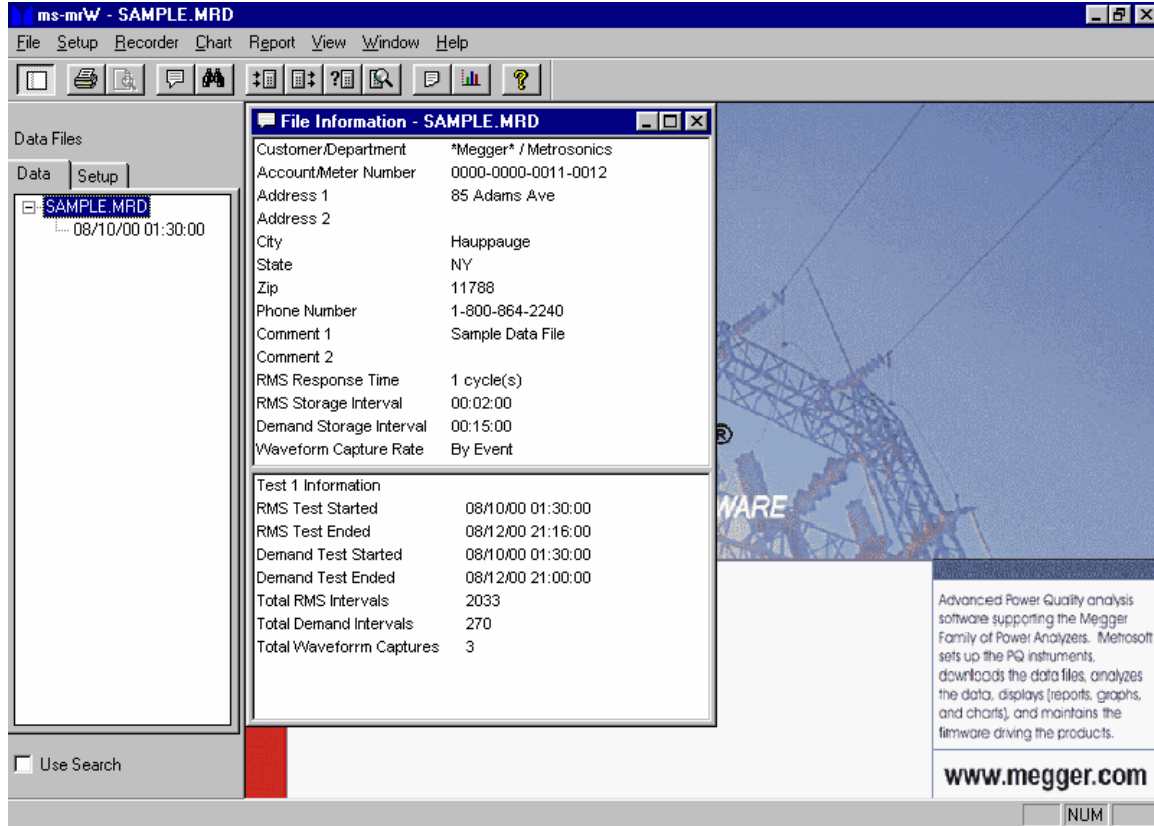 ms-mrW - SAMPLE.MRD
File Setup Recorder Chart Report View Window Help
Data Files
Data Setup
SAMPLE.MRD
08/10/00 01:30:00
Use Search
File Information - SAMPLE.MRD
Customer/Department *Megger* / Metrosonics
Account/Meter Number 0000-0000-0011-0012
Address 1 85 Adams Ave
Address 2
City Hauppauge
State NY
Zip 11788
Phone Number 1-800-864-2240
Comment 1 Sample Data File
Comment 2
RMS Response Time 1 cycle(s)
RMS Storage Interval 00:02:00
Demand Storage Interval 00:15:00
Waveform Capture Rate By Event
Test 1 Information
RMS Test Started 08/10/00 01:30:00
RMS Test Ended 08/12/00 21:16:00
Demand Test Started 08/10/00 01:30:00
Demand Test Ended 08/12/00 21:00:00
Total RMS Intervals 2033
Total Demand Intervals 270
Total Waveforrm Captures 3
®
WARE
Advanced Power Quality analysis
software supporting the Megger
Family of Power Analyzers. Metrosoft
sets up the PQ instruments,
downloads the data files, analyzes
the data, displays (reports, graphs,
and charts), and maintains the
firmware driving the products.
www.megger.com
NUM